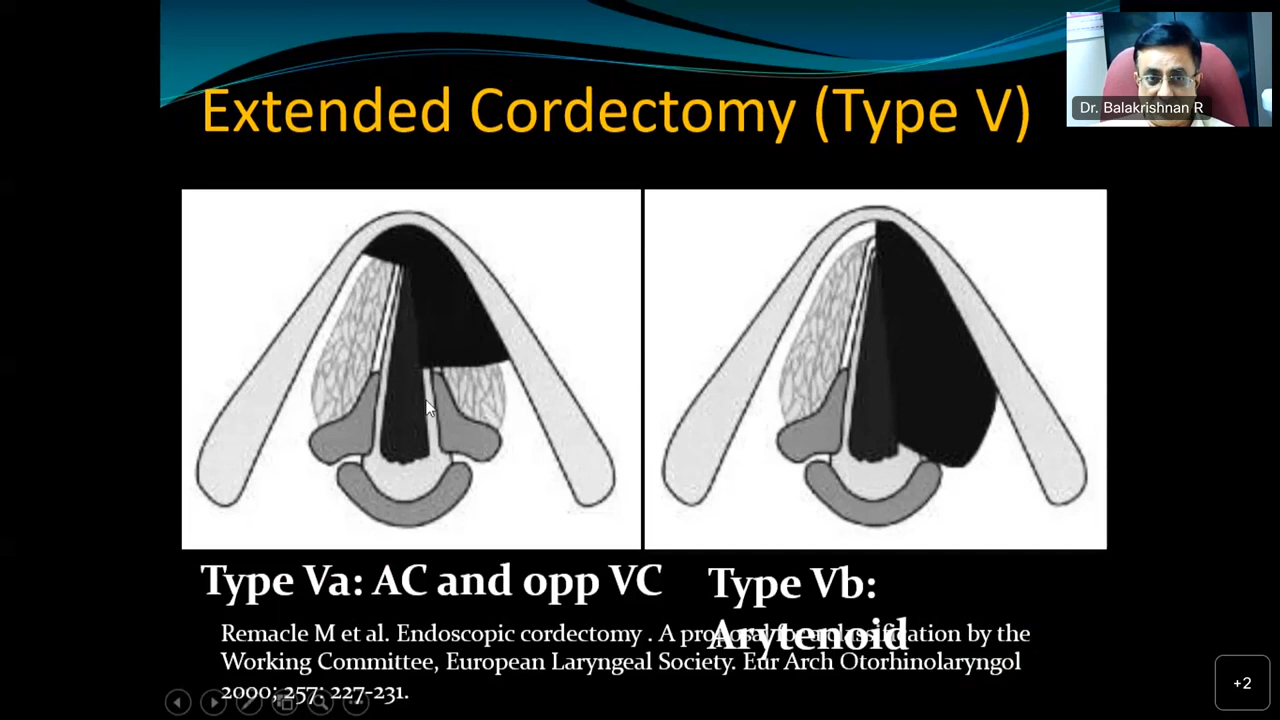 Extended Cordectomy (Type V)
Dr. Balakrishnan R
Type Va: AC and opp VC
Type Vb:
Arytenoid
Remacle M et al. Endoscopic cordectomy . A proposal for a classification by the
Working Committee, European Laryngeal Society. Eur Arch Otorhinolaryngol
2000; 257: 227-231.
+2